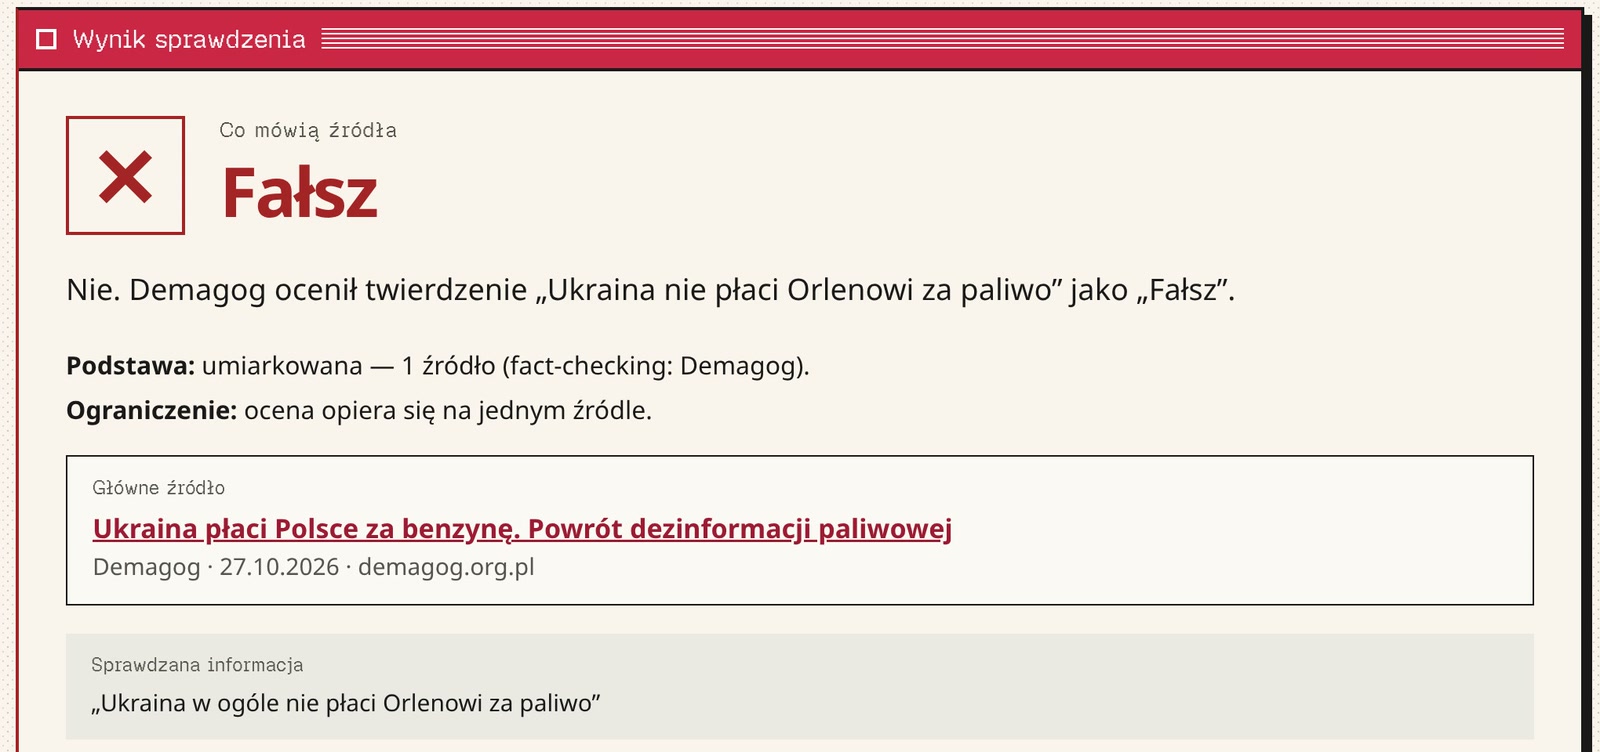 Wynik sprawdzenia
Co mówią źródła
Fałsz
Nie. Demagog ocenił twierdzenie „Ukraina nie płaci Orlenowi za paliwo” jako „Fałsz”.
Podstawa: umiarkowana — 1 źródło (fact-checking: Demagog).
Ograniczenie: ocena opiera się na jednym źródle.
Główne źródło
Ukraina płaci Polsce za benzynę. Powrót dezinformacji paliwowej
Demagog · 27.10.2026 · demagog.org.pl
Sprawdzana informacja
„Ukraina w ogóle nie płaci Orlenowi za paliwo”